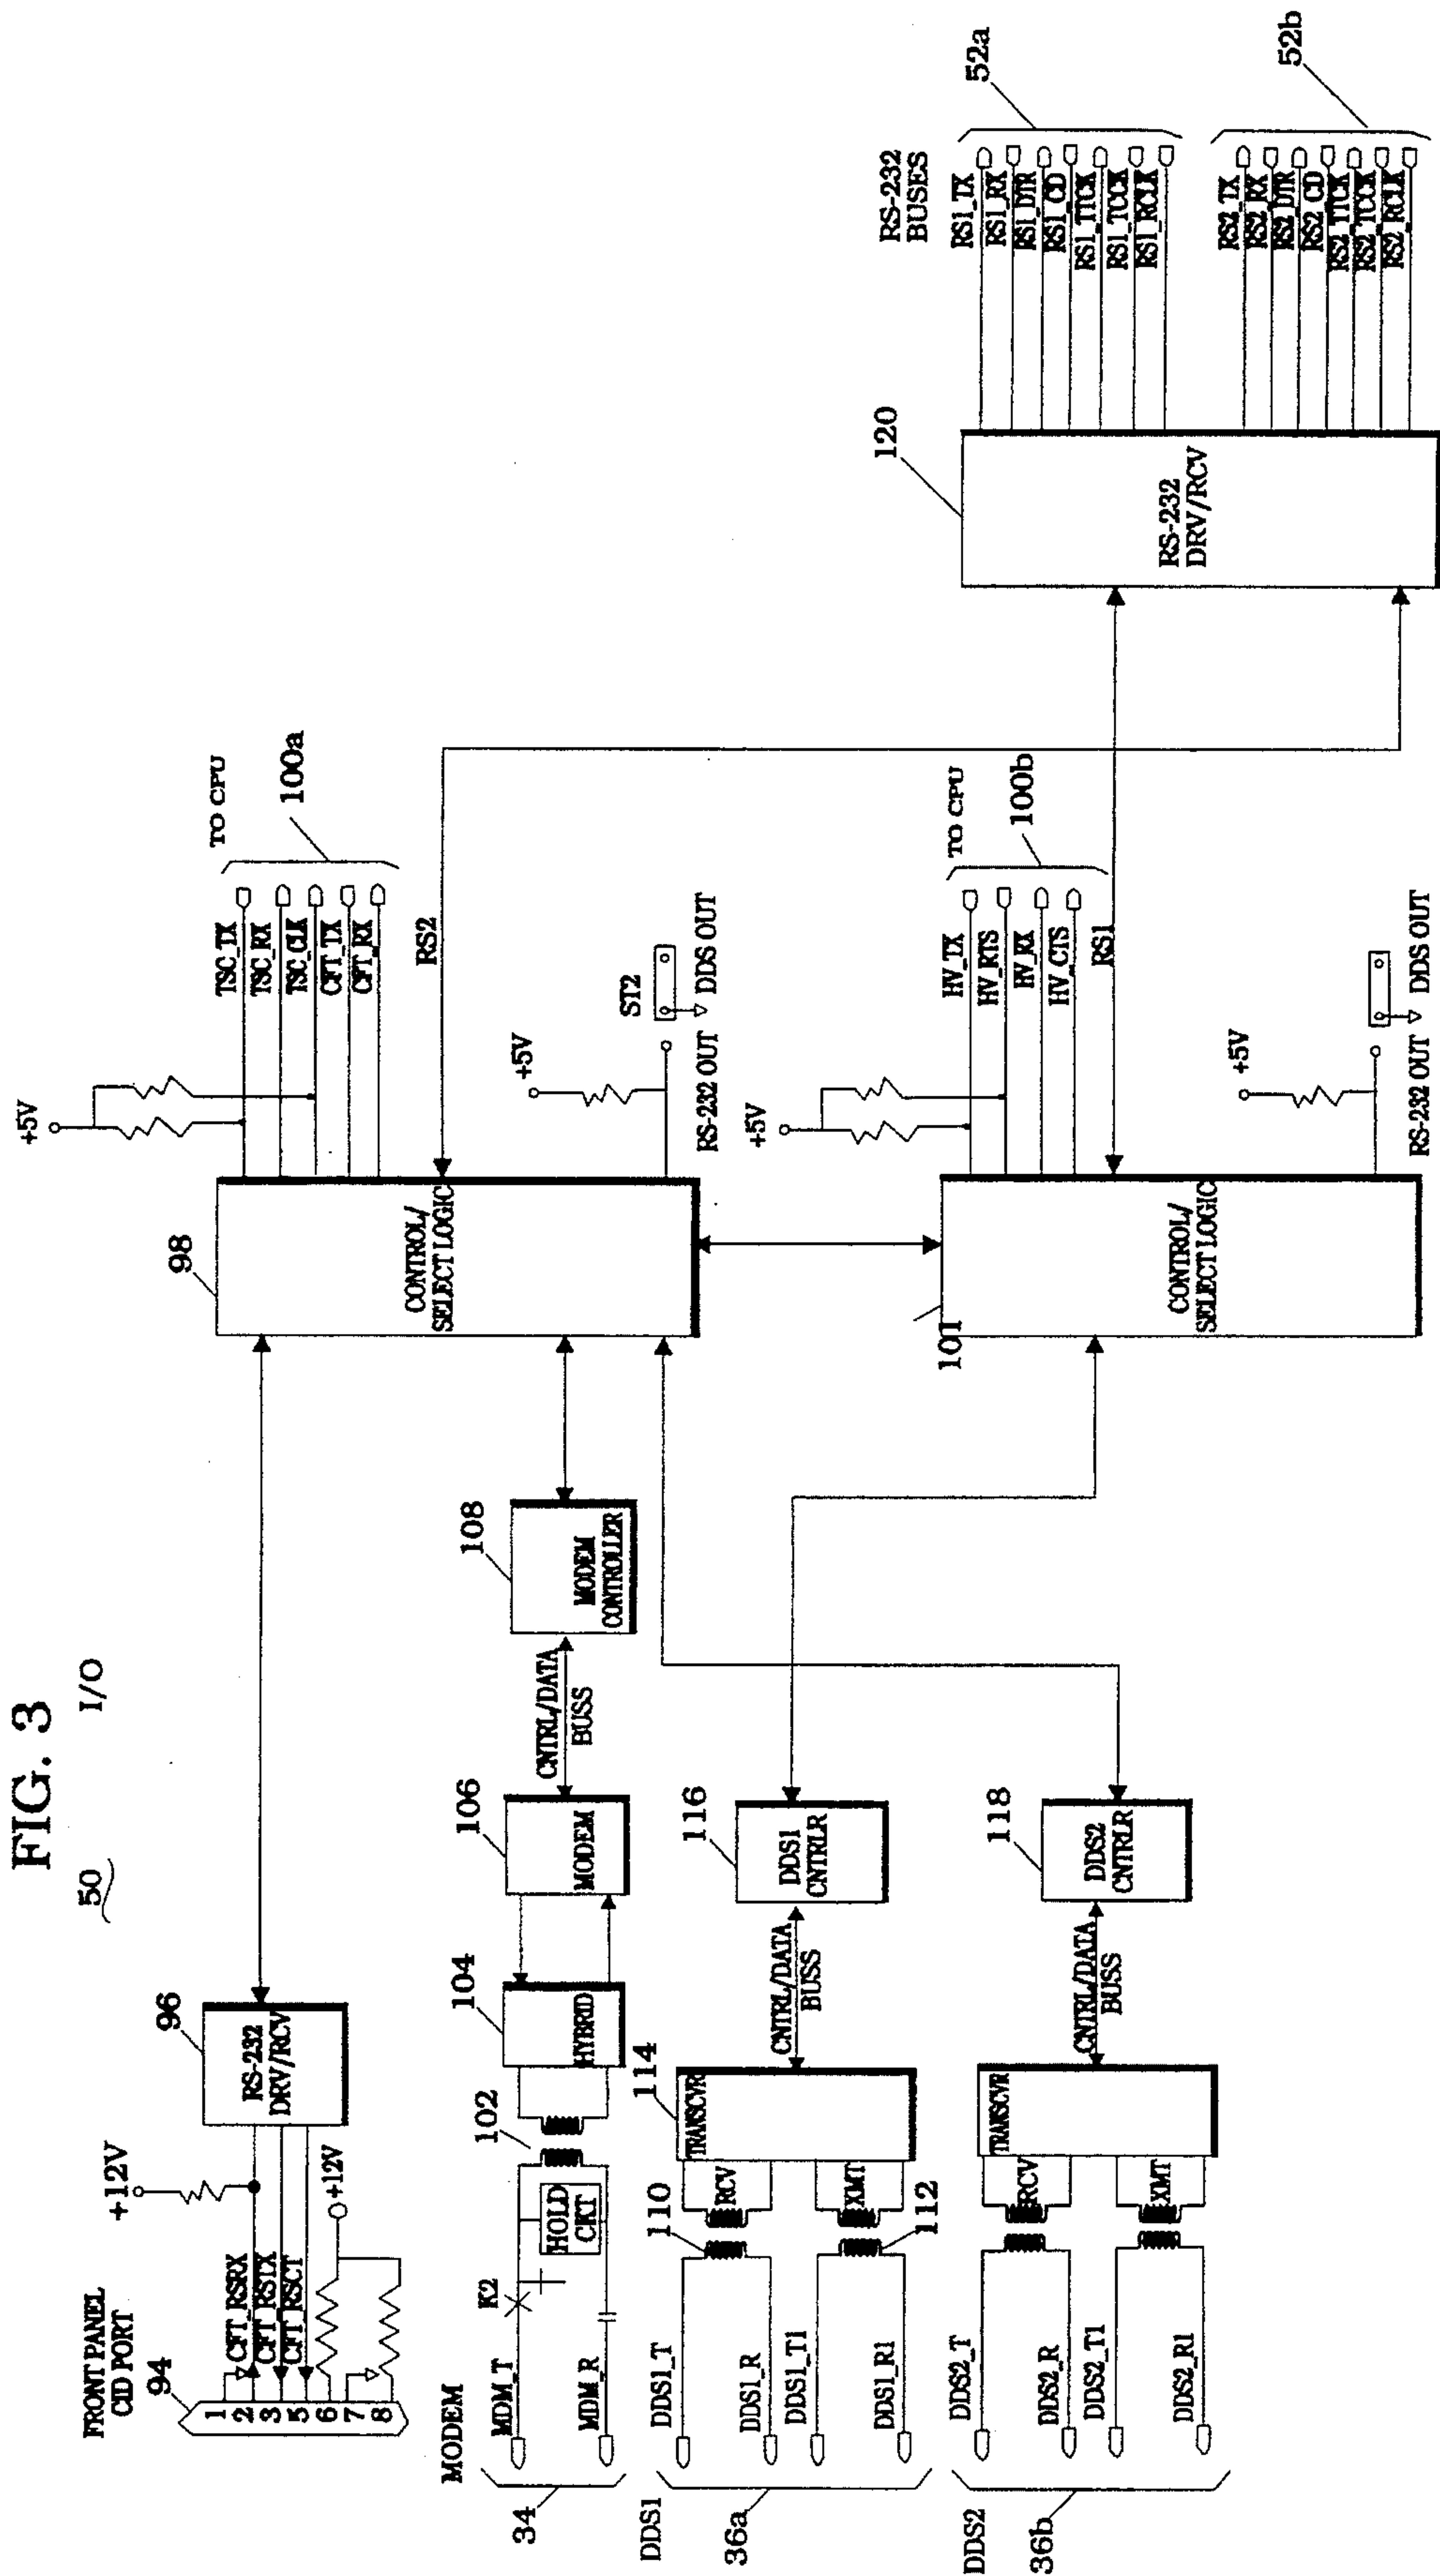 FIG. 3
50
I/O
FRONT PANEL
CID PORT
94
1
2
3
5
6
7
8
CFT_RSRX
CFT_RSTX
CFT_RSCT
+12V
+12V
96
RS-232
DRV/RCV
98
CONTROL/
SELECT LOGIC
+5V
TSC_TX
TSC_RX
TSC_CLK
CFT_TX
CFT_RX
TO CPU
100a
RS2
+5V
ST2
RS-232 OUT
DDS OUT
MODEM
34
MDM_T
MDM_R
K2
HOLD
CKT
102
104
HYBRID
106
MODEM
CNTRL/DATA
BUSS
108
MODEM
CONTROLLER
DDS1
36a
DDS1_T
DDS1_R
DDS1_T1
DDS1_R1
110
112
RCV
XMT
114
TRANSCVR
CNTRL/DATA
BUSS
116
DDS1
CNTRLR
101
CONTROL/
SELECT LOGIC
+5V
HV_TX
HV_RTS
HV_RX
HV_CTS
TO CPU
100b
RS1
+5V
RS-232 OUT
DDS OUT
DDS2
36b
DDS2_T
DDS2_R
DDS2_T1
DDS2_R1
RCV
XMT
TRANSCVR
CNTRL/DATA
BUSS
118
DDS2
CNTRLR
120
RS-232
DRV/RCV
RS-232
BUSES
RS1_TX
RS1_RX
RS1_DTR
RS1_CD
RS1_TTCK
RS1_TCCK
RS1_RCLK
52a
RS2_TX
RS2_RX
RS2_DTR
RS2_CD
RS2_TTCK
RS2_TCCK
RS2_RCLK
52b